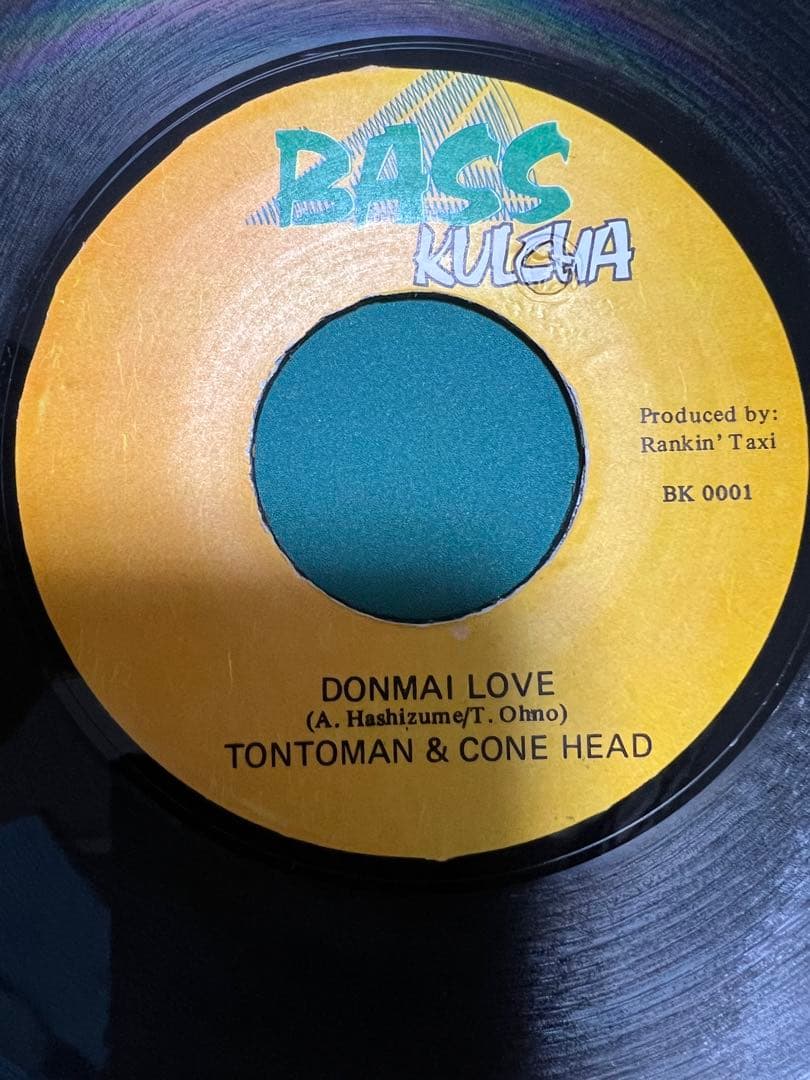 BASS
KULCHA
Produced by:
Rankin' Taxi
BK 0001
DONMAI LOVE
(A. Hashizume/T. Ohno)
TONTOMAN & CONE HEAD